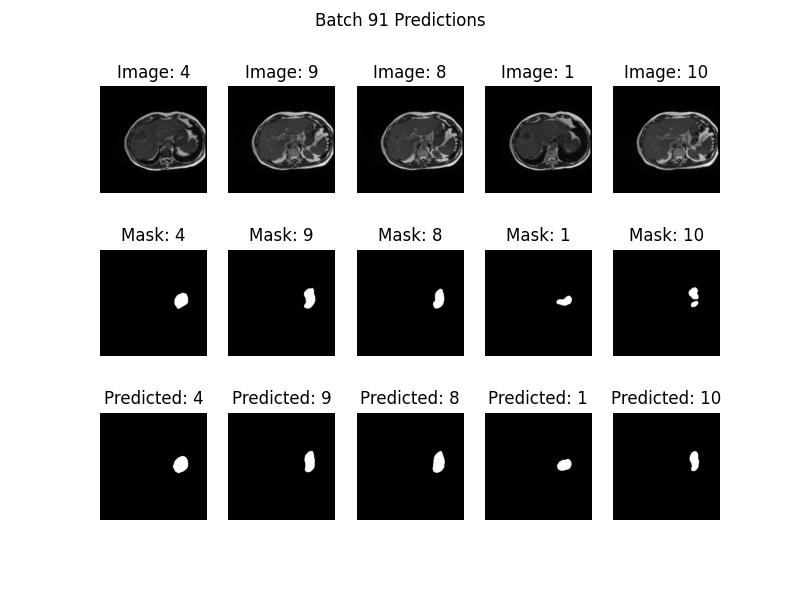 Batch 91 Predictions
Image: 4
Image: 9
Image: 8
Image: 1
Image: 10
Mask: 4
Mask: 9
Mask: 8
Mask: 1
Mask: 10
Predicted: 4
Predicted: 9
Predicted: 8
Predicted: 1
Predicted: 10